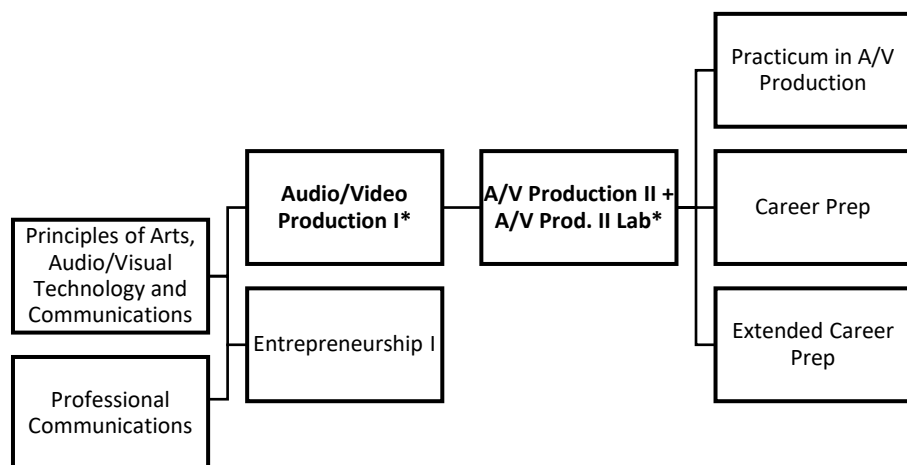 Principles of Arts,
Audio/Visual
Technology and
Communications
Professional
Communications
Audio/Video
Production I*
Entrepreneurship I
A/V Production II +
A/V Prod. II Lab*
Practicum in A/V
Production
Career Prep
Extended Career
Prep